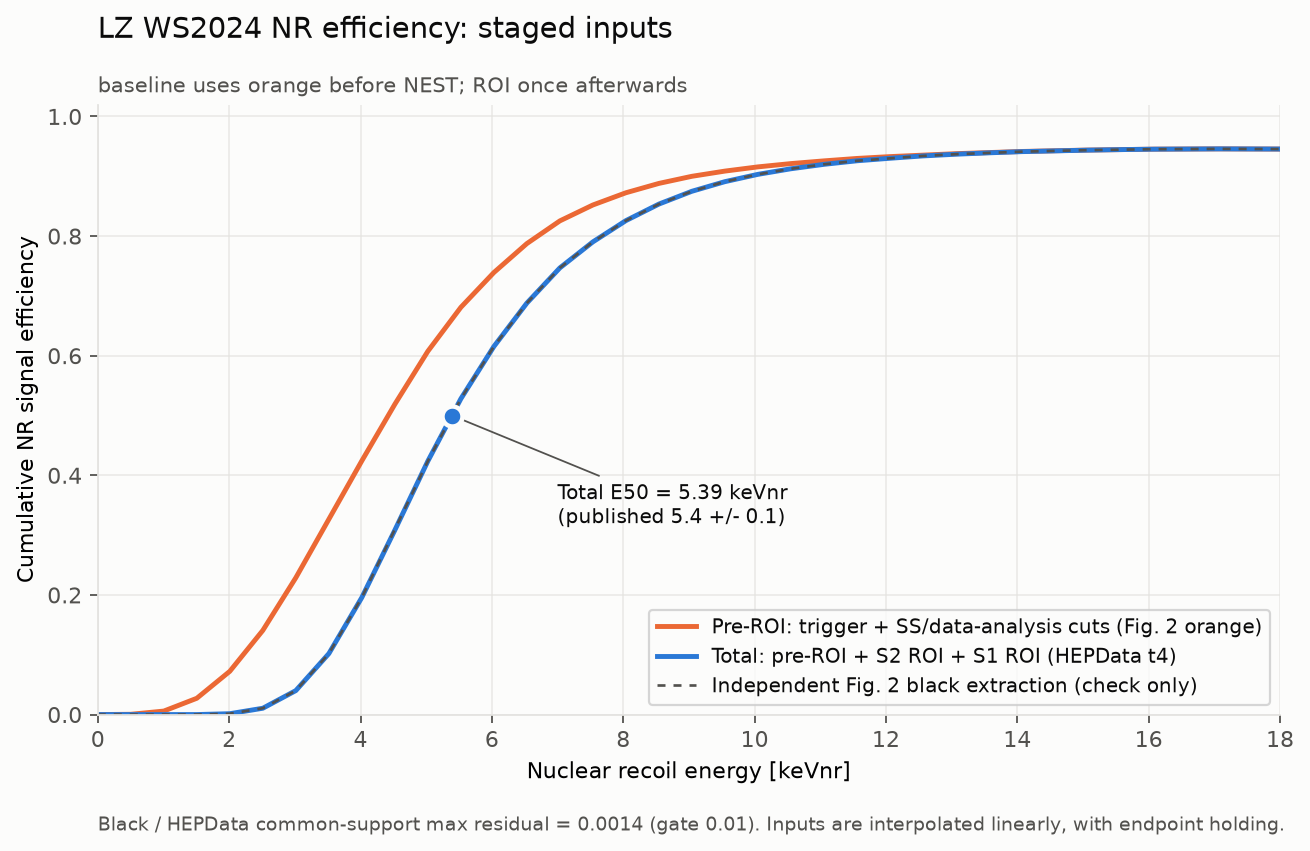 LZ WS2024 NR efficiency: staged inputs
baseline uses orange before NEST; ROI once afterwards
Cumulative NR signal efficiency
1.0
0.8
0.6
0.4
0.2
0.0
Total E50 = 5.39 keVnr
(published 5.4 +/- 0.1)
Pre-ROI: trigger + SS/data-analysis cuts (Fig. 2 orange)
Total: pre-ROI + S2 ROI + S1 ROI (HEPData t4)
Independent Fig. 2 black extraction (check only)
0 2 4 6 8 10 12 14 16 18
Nuclear recoil energy [keVnr]
Black / HEPData common-support max residual = 0.0014 (gate 0.01). Inputs are interpolated linearly, with endpoint holding.